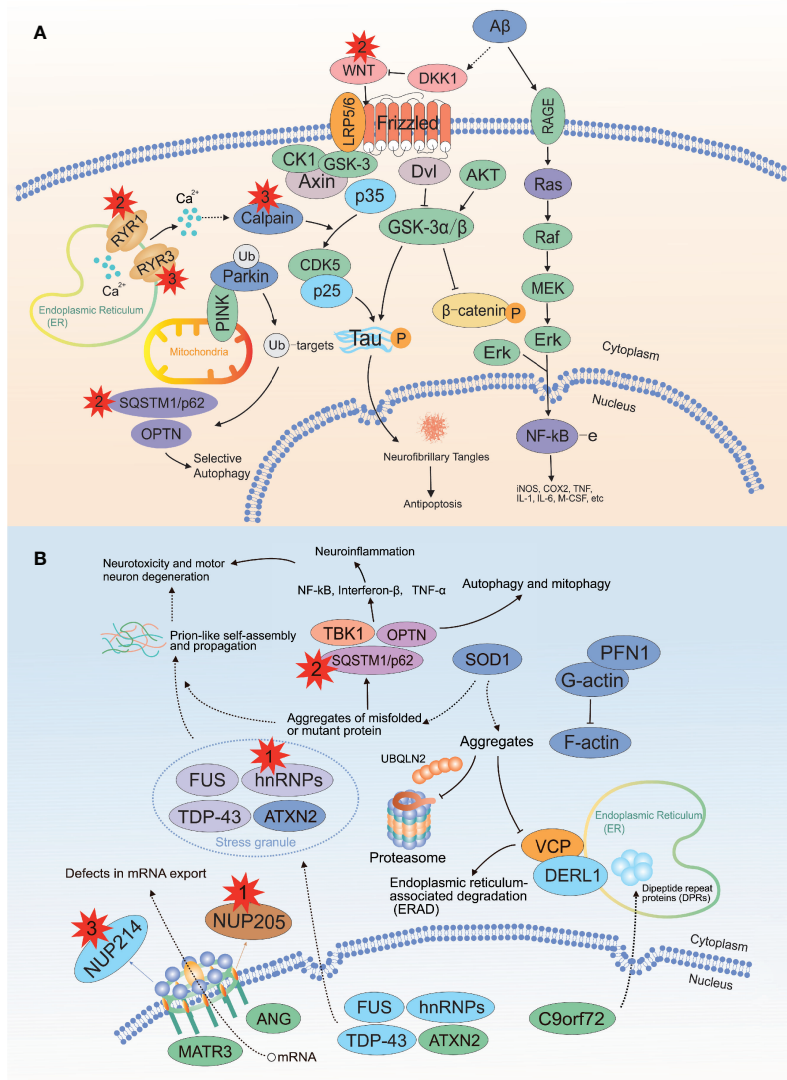 A
Aβ
2
WNT
DKK1
LRP5/6
Frizzled
RAGE
CK1
GSK-3
Axin
Dvl
AKT
Ras
2
RYR1
Ca2+
3
Calpain
p35
GSK-3α/β
Raf
RYR3
3
Ca2+
Ub
Parkin
CDK5
p25
MEK
Endoplasmic Reticulum
(ER)
PINK
β-catenin
P
Mitochondria
Ub
targets
Tau
P
Erk
Erk
Cytoplasm
Nucleus
2
SQSTM1/p62
OPTN
NF-kB
e
Selective
Autophagy
Neurofibrillary Tangles
Antipoptosis
iNOS, COX2, TNF,
IL-1, IL-6, M-CSF, etc
B
Neuroinflammation
Neurotoxicity and motor
neuron degeneration
NF-kB, Interferon-β, TNF-α
Autophagy and mitophagy
Prion-like self-assembly
and propagation
TBK1
OPTN
2
SQSTM1/p62
SOD1
PFN1
G-actin
Aggregates of misfolded
or mutant protein
Aggregates
F-actin
1
FUS
hnRNPs
TDP-43
ATXN2
Stress granule
UBQLN2
Proteasome
VCP
DERL1
Endoplasmic Reticulum
(ER)
Dipeptide repeat
proteins (DPRs)
Endoplasmic reticulum-
associated degradation
(ERAD)
Defects in mRNA export
1
NUP205
3
NUP214
Cytoplasm
Nucleus
ANG
MATR3
mRNA
FUS
hnRNPs
TDP-43
ATXN2
C9orf72